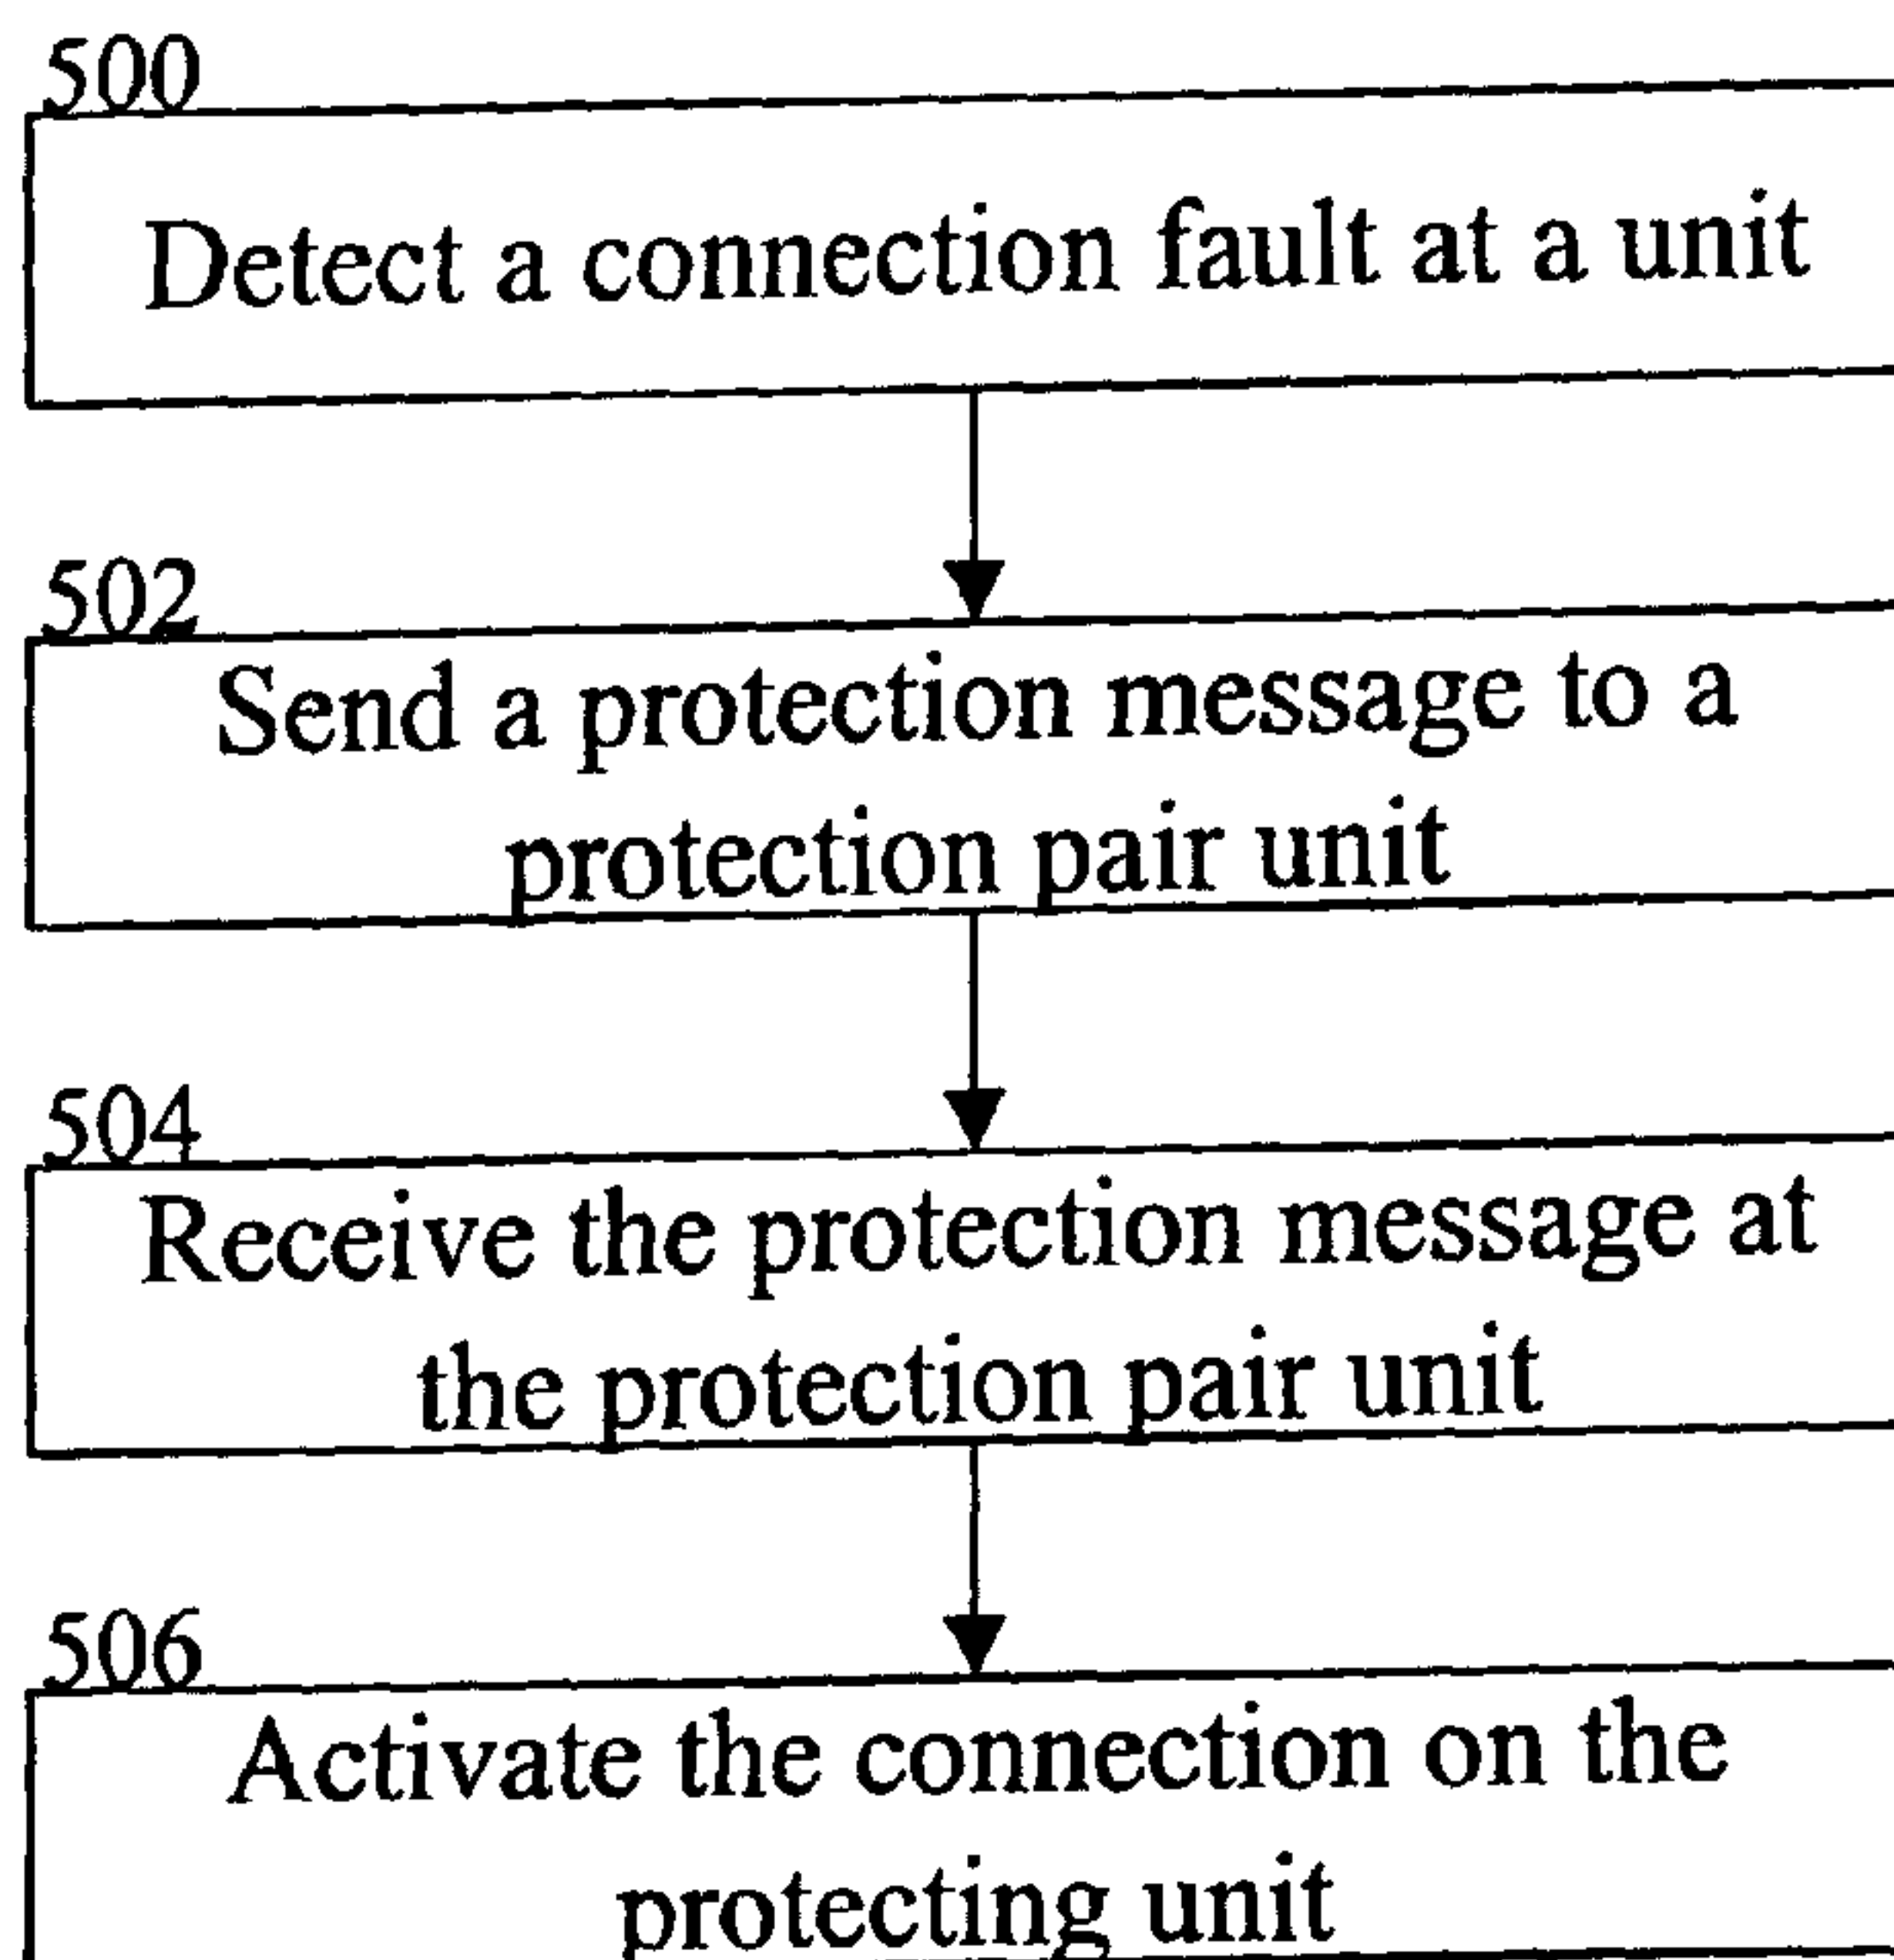 500
Detect a connection fault at a unit
502
Send a protection message to a
protection pair unit
504
Receive the protection message at
the protection pair unit
506
Activate the connection on the
protecting unit